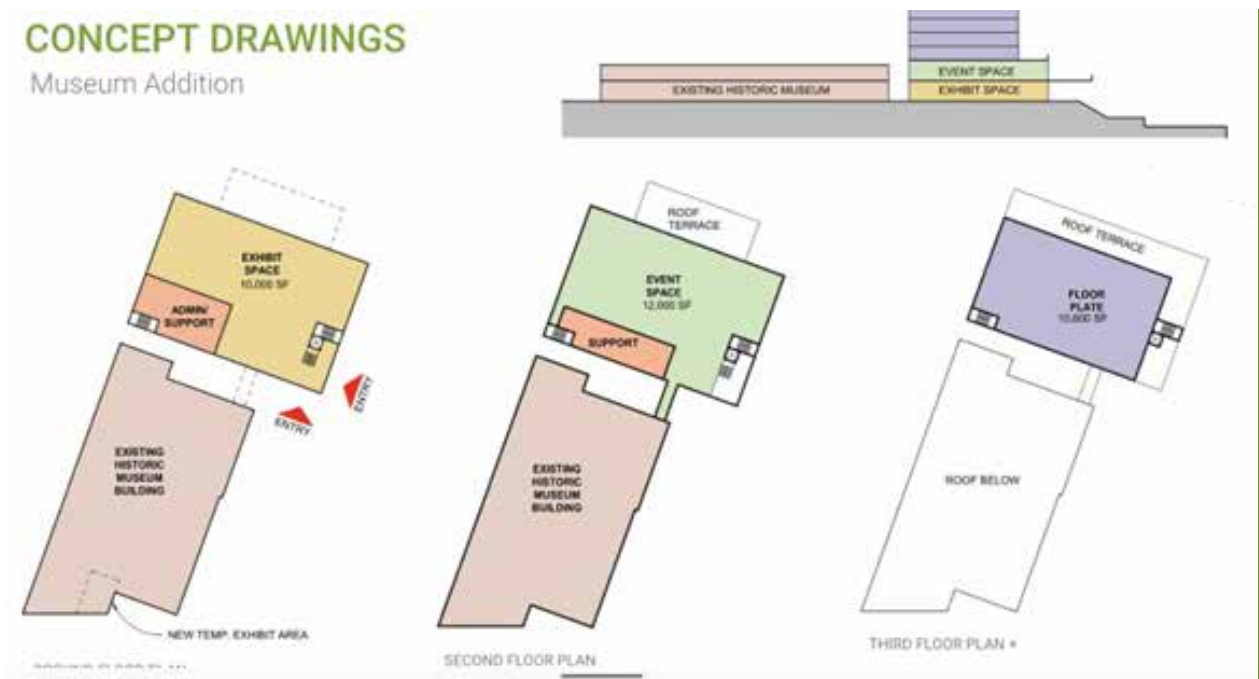 CONCEPT DRAWINGS
Museum Addition
EVENT SPACE
EXISTING HISTORIC MUSEUM
EXHIBIT SPACE
EXHIBIT
SPACE
10,000 SF
ADMIN/
SUPPORT
ENTRY
ENTRY
EXISTING
HISTORIC
MUSEUM
BUILDING
NEW TEMP. EXHIBIT AREA
ROOF
TERRACE
EVENT
SPACE
12,000 SF
SUPPORT
EXISTING
HISTORIC
MUSEUM
BUILDING
SECOND FLOOR PLAN
ROOF TERRACE
FLOOR
PLATE
10,800 SF
ROOF BELOW
THIRD FLOOR PLAN +